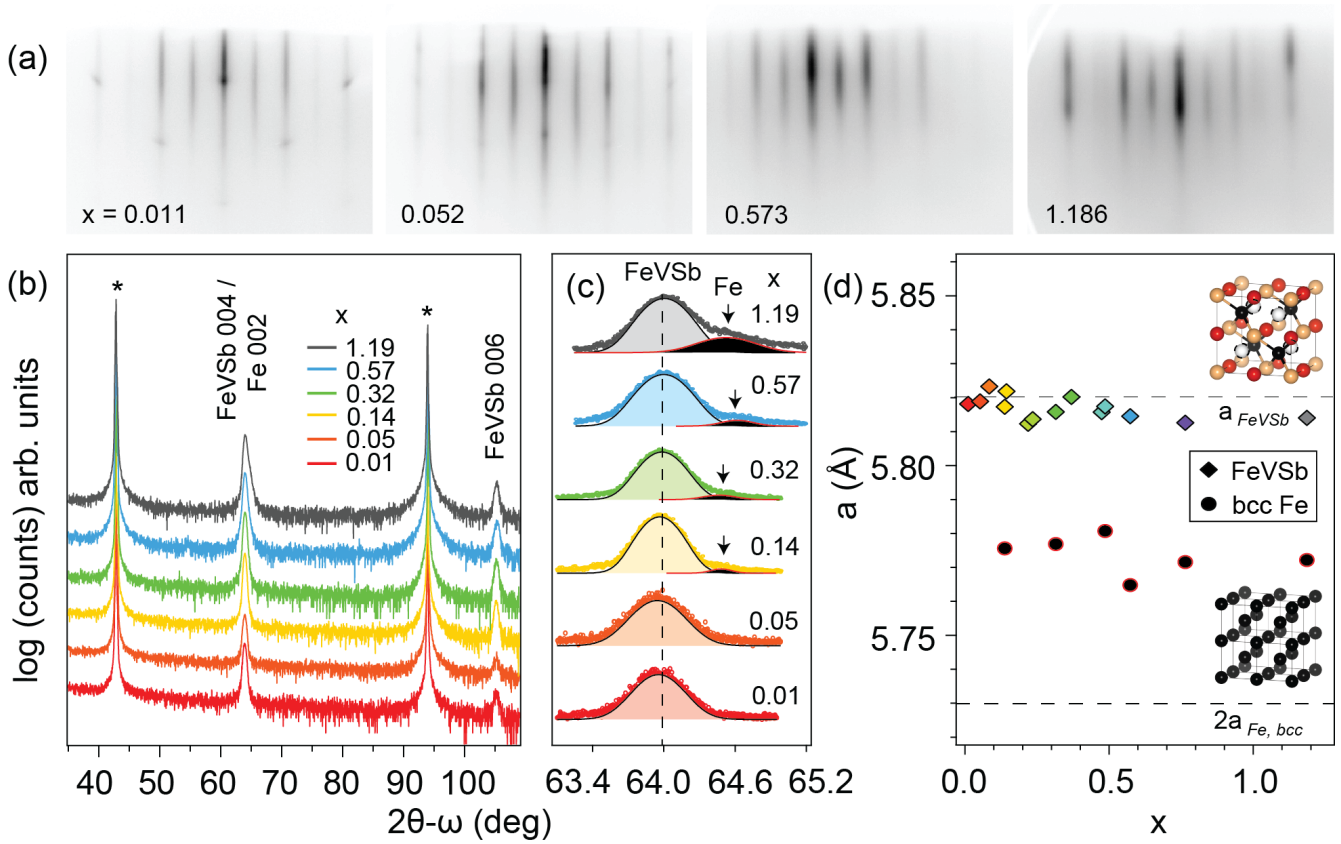 (a)
x = 0.011
0.052
0.573
1.186
(b)
*
*
FeVSb 004 /
Fe 002
FeVSb 006
x
1.19
0.57
0.32
0.14
0.05
0.01
log (counts) arb. units
40 50 60 70 80 90 100
2θ-ω (deg)
(c)
FeVSb
Fe
x
1.19
0.57
0.32
0.14
0.05
0.01
63.4 64.0 64.6 65.2
(d)
5.85
5.80
5.75
a (Å)
a FeVSb
FeVSb
bcc Fe
2a Fe, bcc
0.0 0.5 1.0
x